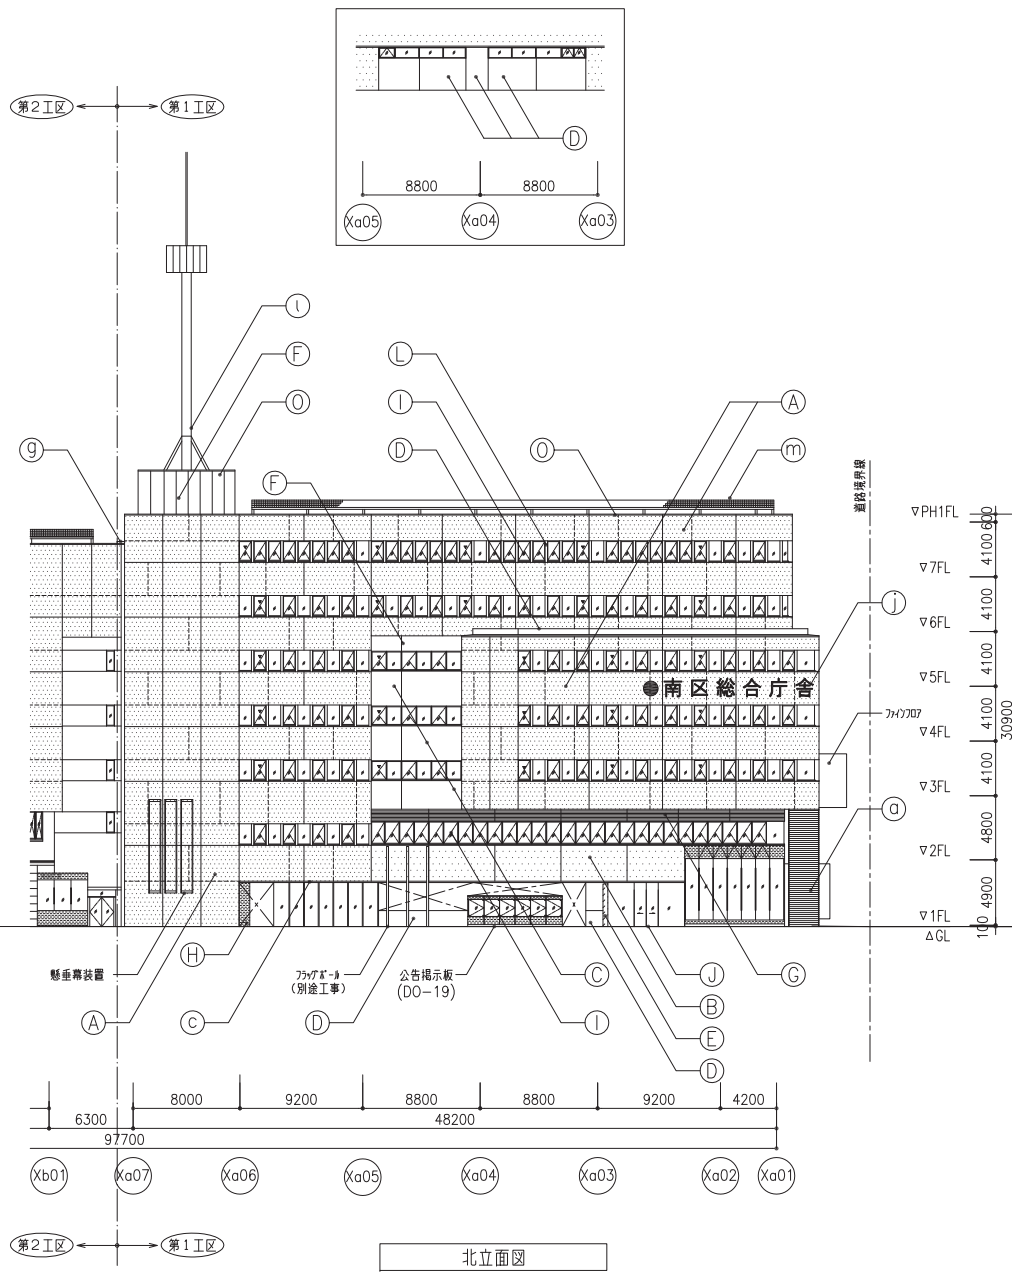 第2工区
第1工区
D
8800
8800
Xa05
Xa04
Xa03
l
F
O
L
I
D
A
m
O
g
F
道路境界線
▽PH1FL
600
4100
▽7FL
4100
j
▽6FL
4100
南区総合庁舎
▽5FL
4100
30900
ファインフロア
▽4FL
4100
▽3FL
a
4800
▽2FL
4900
▽1FL
100
△GL
H
懸垂幕装置
フラッグポール
(別途工事)
公告掲示板
(DO-19)
C
J
G
A
c
D
I
B
E
D
8000
9200
8800
8800
9200
4200
6300
48200
97700
Xb01
Xa07
Xa06
Xa05
Xa04
Xa03
Xa02
Xa01
第2工区
第1工区
北立面図